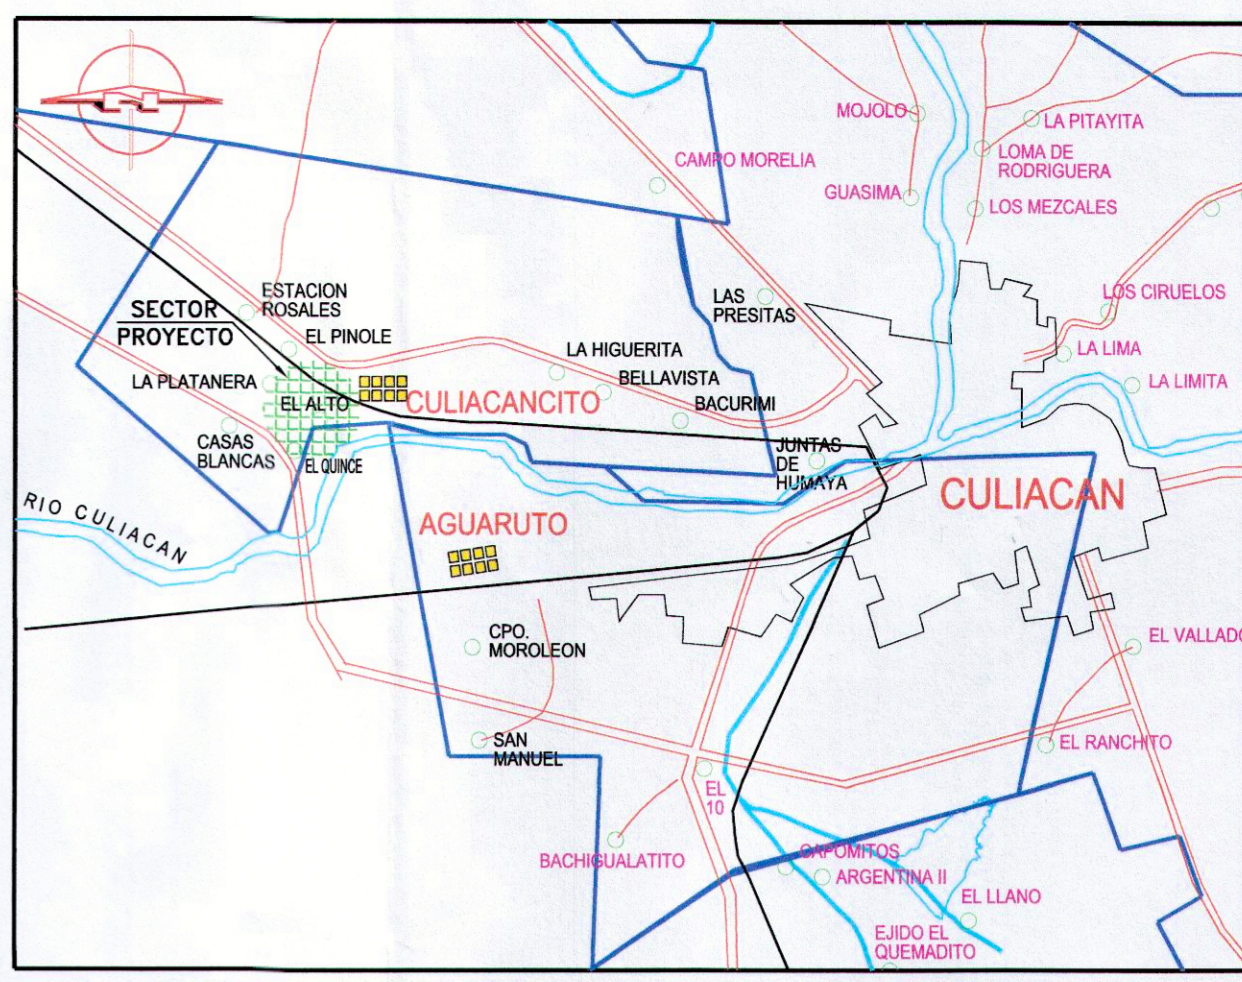 MOJOLO
LA PITAYITA
LOMA DE
RODRIGUERA
CAMPO MORELIA
GUASIMA
LOS MEZCALES
ESTACION
ROSALES
SECTOR
PROYECTO
LAS
PRESITAS
LOS CIRUELOS
EL PINOLE
LA HIGUERITA
LA LIMA
LA PLATANERA
BELLAVISTA
LA LIMITA
EL ALTO
CULIACANCITO
BACURIMI
CASAS
BLANCAS
EL QUINCE
JUNTAS
DE
HUMAYA
CULIACAN
RIO CULIACAN
AGUARUTO
CPO.
MOROLEON
EL VALLADO
SAN
MANUEL
EL RANCHITO
EL
10
BACHIGUALATITO
CAPOMITOS
ARGENTINA II
EL LLANO
EJIDO EL
QUEMADITO